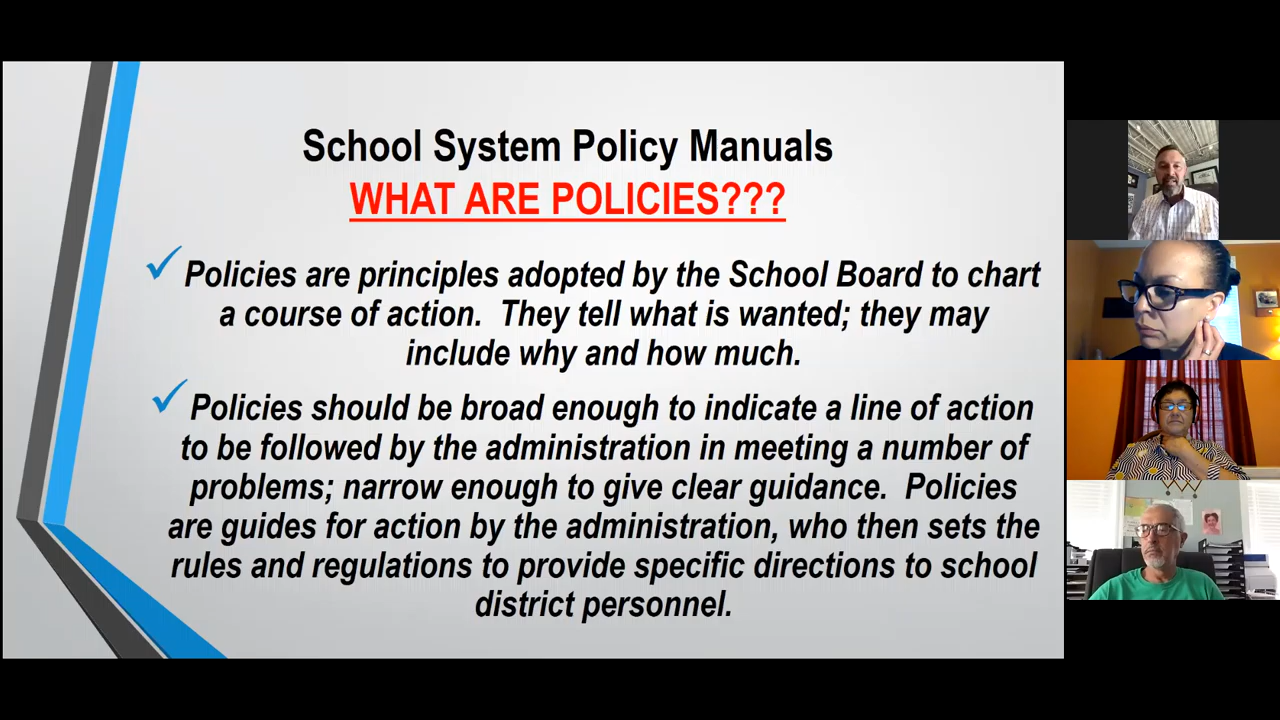 School System Policy Manuals
WHAT ARE POLICIES???
Policies are principles adopted by the School Board to chart
a course of action. They tell what is wanted; they may
include why and how much.
Policies should be broad enough to indicate a line of action
to be followed by the administration in meeting a number of
problems; narrow enough to give clear guidance. Policies
are guides for action by the administration, who then sets the
rules and regulations to provide specific directions to school
district personnel.